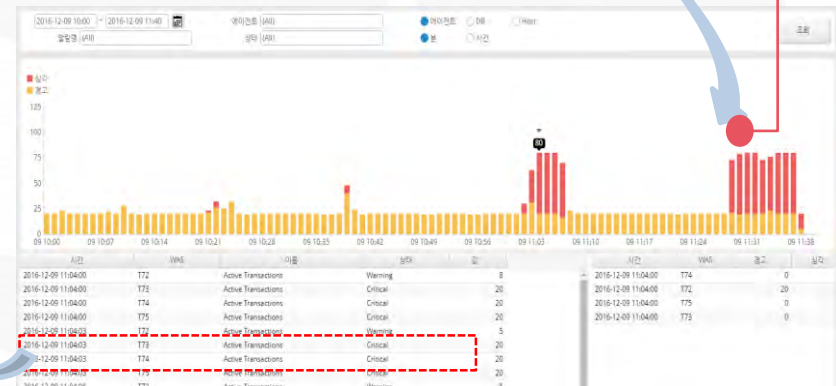 2016-12-09 10:00 ~ 2016-12-09 11:40 에이전트 (All) 에이전트 DB Host
알람명 (All) 상태 (All) 분 시간
조회
심각
경고
125
100
75
50
25
0
80
09 10:00 09 10:07 09 10:14 09 10:21 09 10:28 09 10:35 09 10:42 09 10:49 09 10:56 09 11:03 09 11:10 09 11:17 09 11:24 09 11:31 09 11:38
시간 WAS 이름 상태 값
2016-12-09 11:04:00 T72 Active Transactions Warning 8
2016-12-09 11:04:00 T73 Active Transactions Critical 20
2016-12-09 11:04:00 T74 Active Transactions Critical 20
2016-12-09 11:04:00 T75 Active Transactions Critical 20
2016-12-09 11:04:03 T72 Active Transactions Warning 5
2016-12-09 11:04:03 T73 Active Transactions Critical 20
-12-09 11:04:03 T74 Active Transactions Critical 20
2016-12-09 11:04:03 T75 Active Transactions Critical 20
시간 WAS 경고 심각
2016-12-09 11:04:00 T74 0
2016-12-09 11:04:00 T72 20
2016-12-09 11:04:00 T75 0
2016-12-09 11:04:00 T73 0